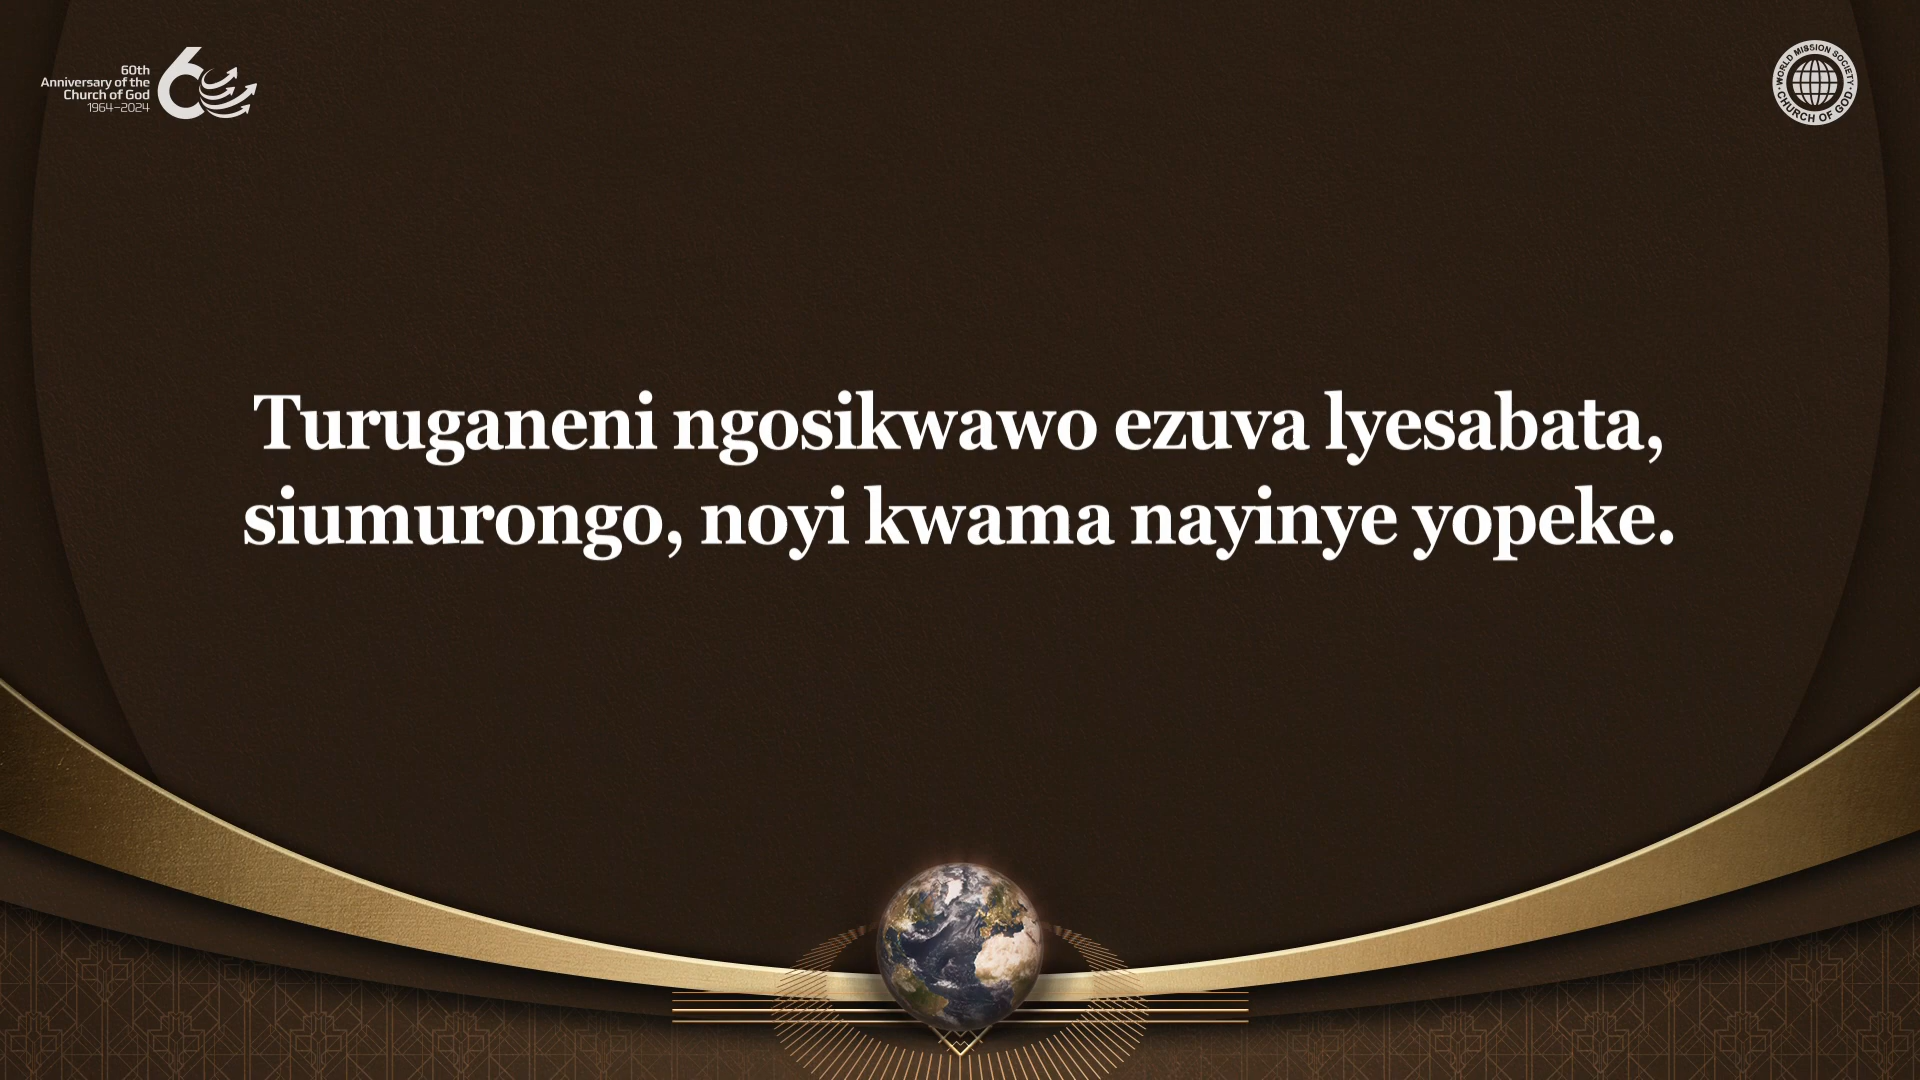 60th
Anniversary of the
Church of God
1964–2024
60
WORLD MISSION SOCIETY
CHURCH OF GOD
Turuganeni ngosikwawo ezuva lyesabata,
siumurongo, noyi kwama nayinye yopeke.